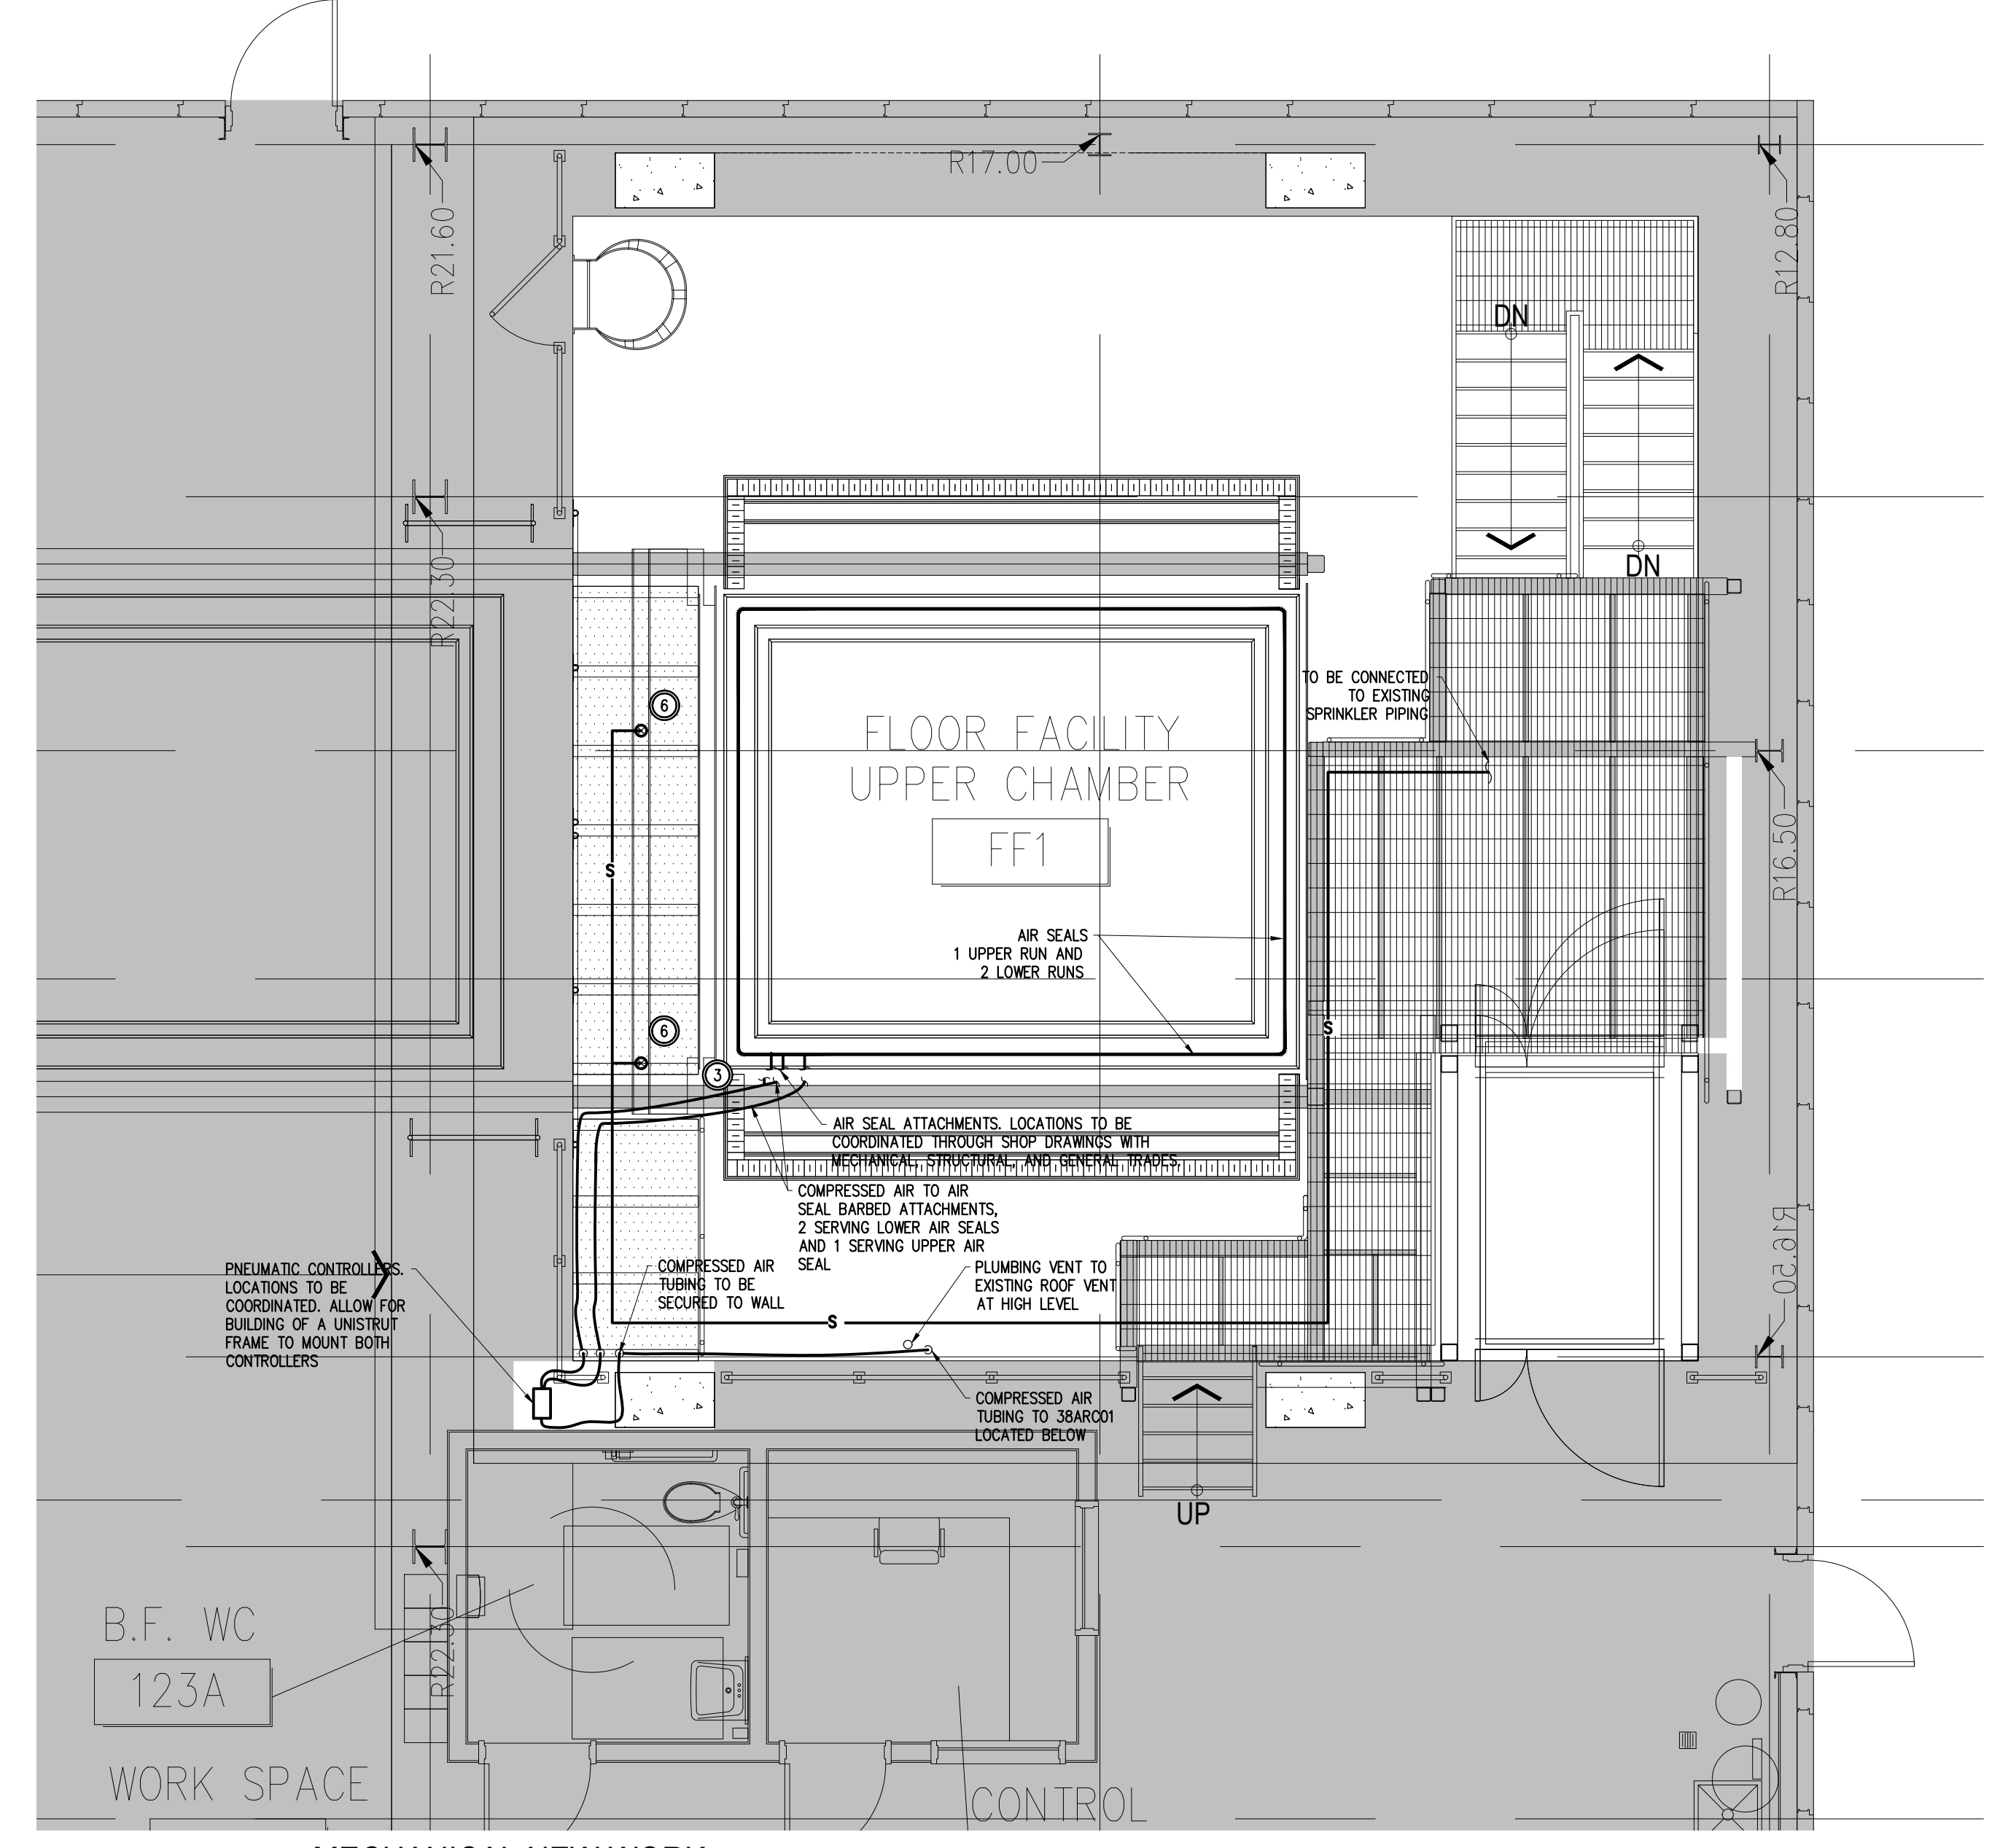 R17.00
R21.60
R12.80
DN
DN
R22.30
TO BE CONNECTED
TO EXISTING
SPRINKLER PIPING
6
FLOOR FACILITY
UPPER CHAMBER
FF1
R16.50
S
AIR SEALS
1 UPPER RUN AND
2 LOWER RUNS
S
6
3
AIR SEAL ATTACHMENTS. LOCATIONS TO BE
COORDINATED THROUGH SHOP DRAWINGS WITH
MECHANICAL, STRUCTURAL, AND GENERAL TRADES.
COMPRESSED AIR TO AIR
SEAL BARBED ATTACHMENTS,
2 SERVING LOWER AIR SEALS
AND 1 SERVING UPPER AIR
SEAL
R16.50
PNEUMATIC CONTROLLERS.
LOCATIONS TO BE
COORDINATED. ALLOW FOR
BUILDING OF A UNISTRUT
FRAME TO MOUNT BOTH
CONTROLLERS
COMPRESSED AIR
TUBING TO BE
SECURED TO WALL
PLUMBING VENT TO
EXISTING ROOF VENT
AT HIGH LEVEL
S
COMPRESSED AIR
TUBING TO 38ARC01
LOCATED BELOW
UP
R22.30
B.F. WC
123A
WORK SPACE
CONTROL
MECHANICAL NEW WORK